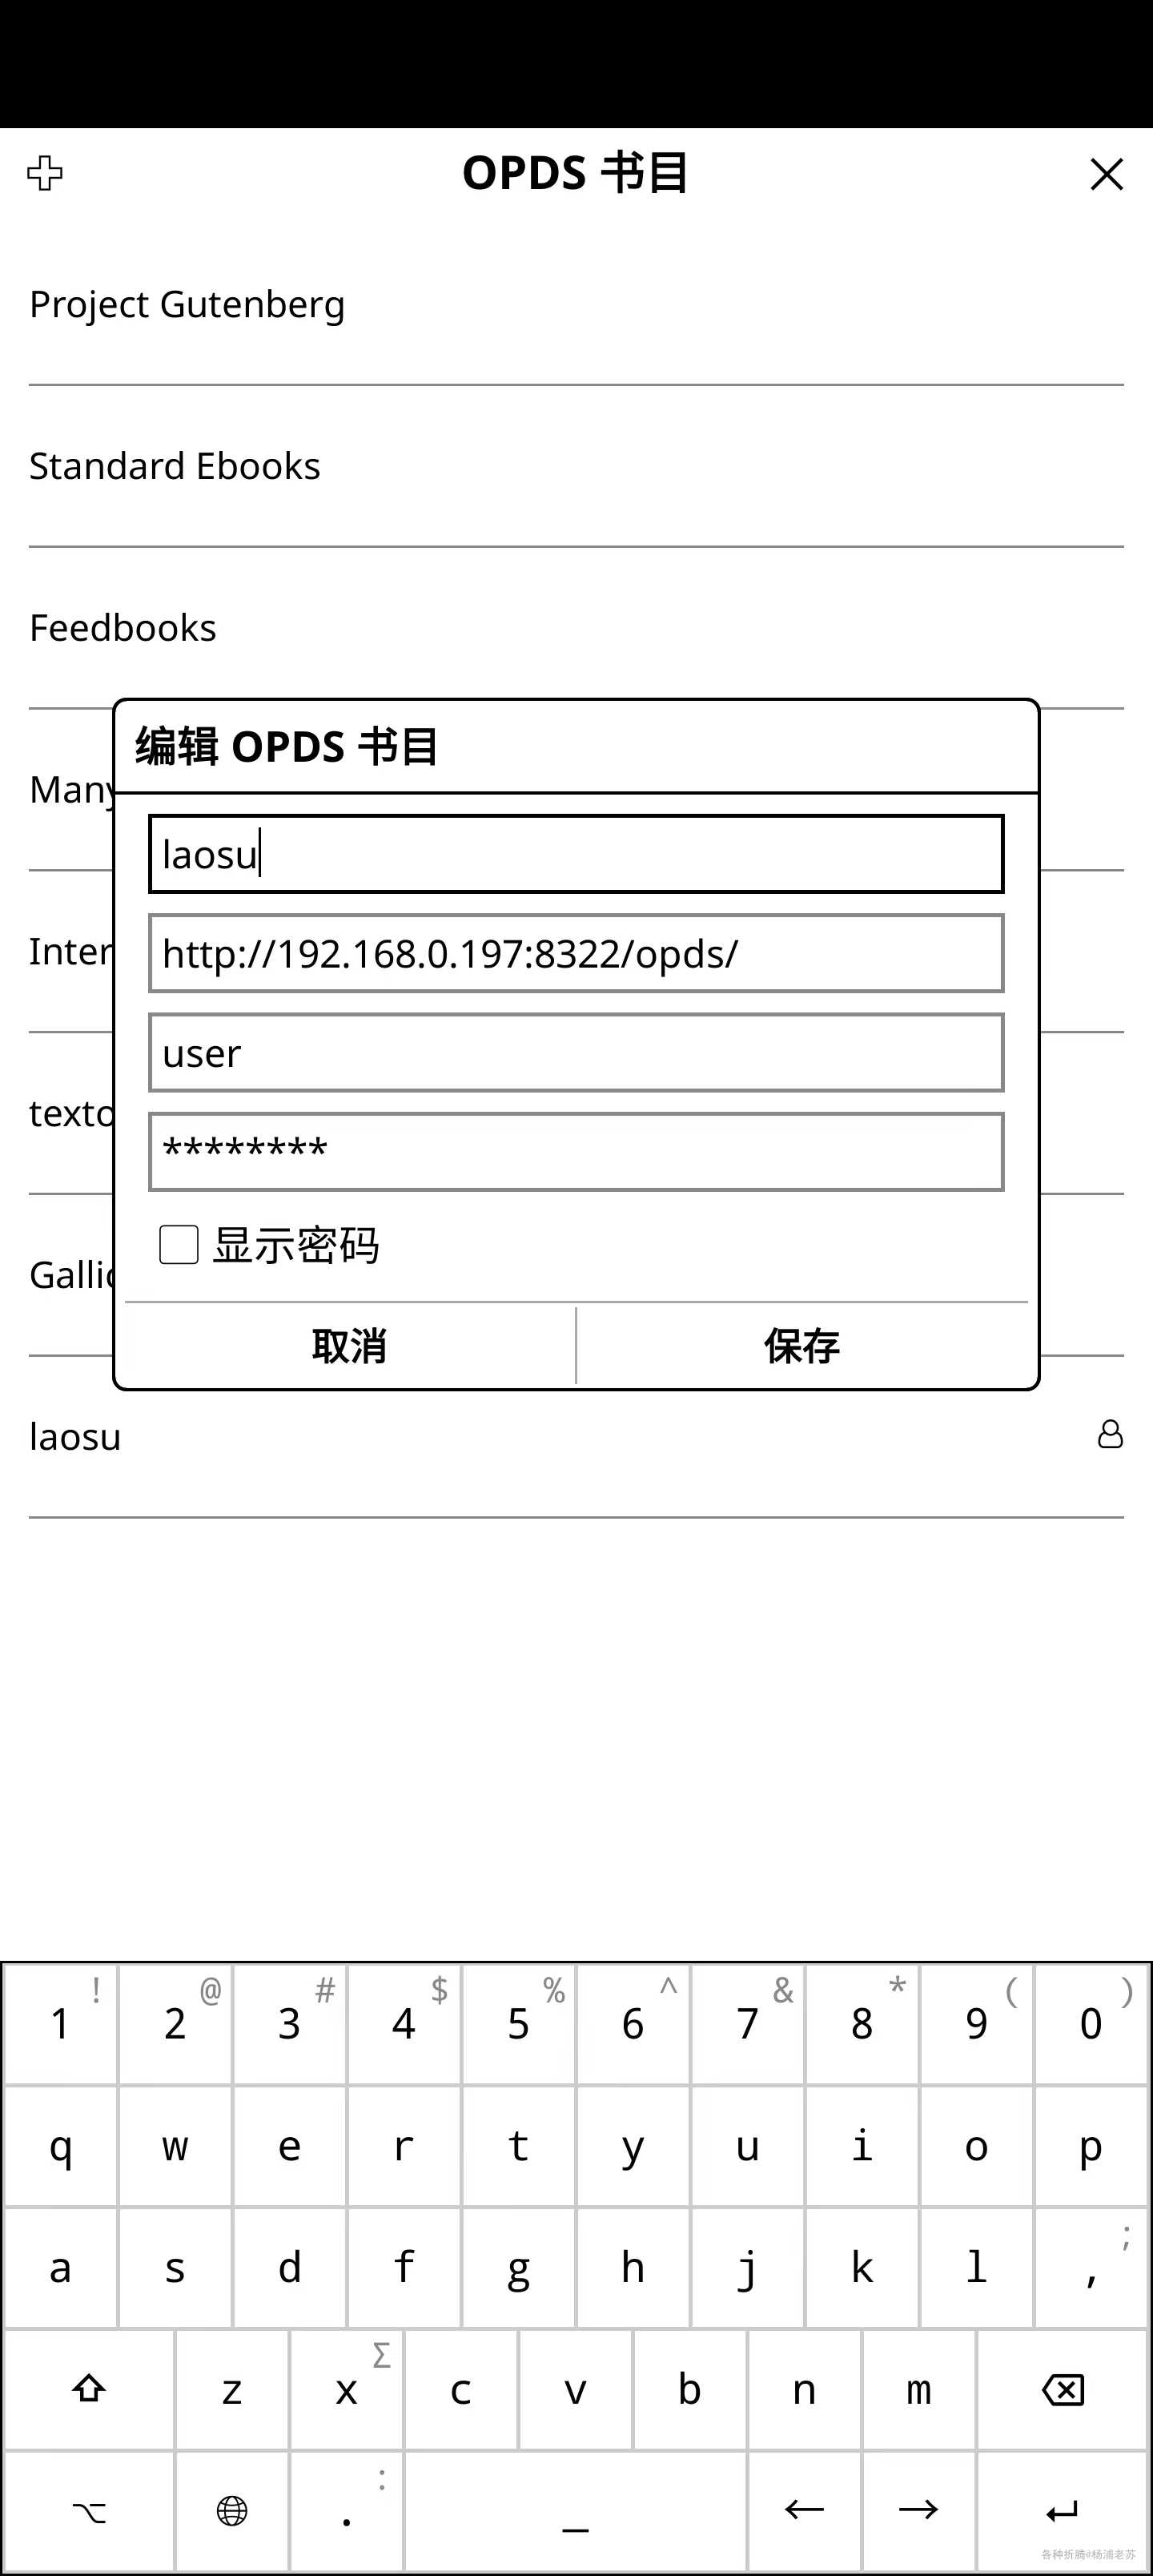 OPDS 书目
Project Gutenberg
Standard Ebooks
Feedbooks
Many
Inter
texto
Gallic
编辑 OPDS 书目
laosu
http://192.168.0.197:8322/opds/
user
********
显示密码
取消 保存
laosu
1 ! 2 @ 3 # 4 $ 5 % 6 ^ 7 & 8 * 9 ( 0 )
q w e r t y u i o p
a s d f g h j k l , ;
z x Σ c v b n m
. : _ ← →
各种折腾#杨浦老苏